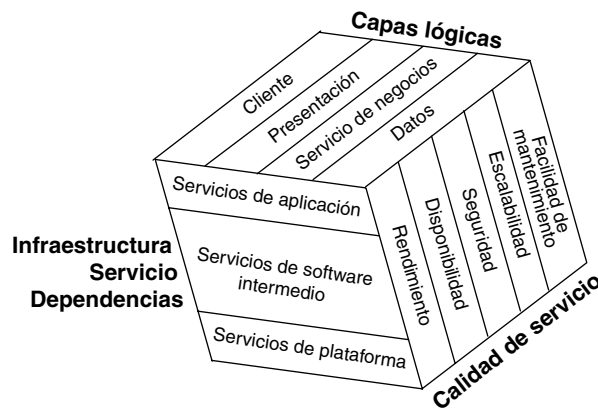 Capas lógicas
Cliente
Presentación
Servicio de negocios
Datos
Servicios de aplicación
Servicios de software
intermedio
Servicios de plataforma
Infraestructura
Servicio
Dependencias
Rendimiento
Disponibilidad
Seguridad
Escalabilidad
Facilidad de
mantenimiento
Calidad de servicio